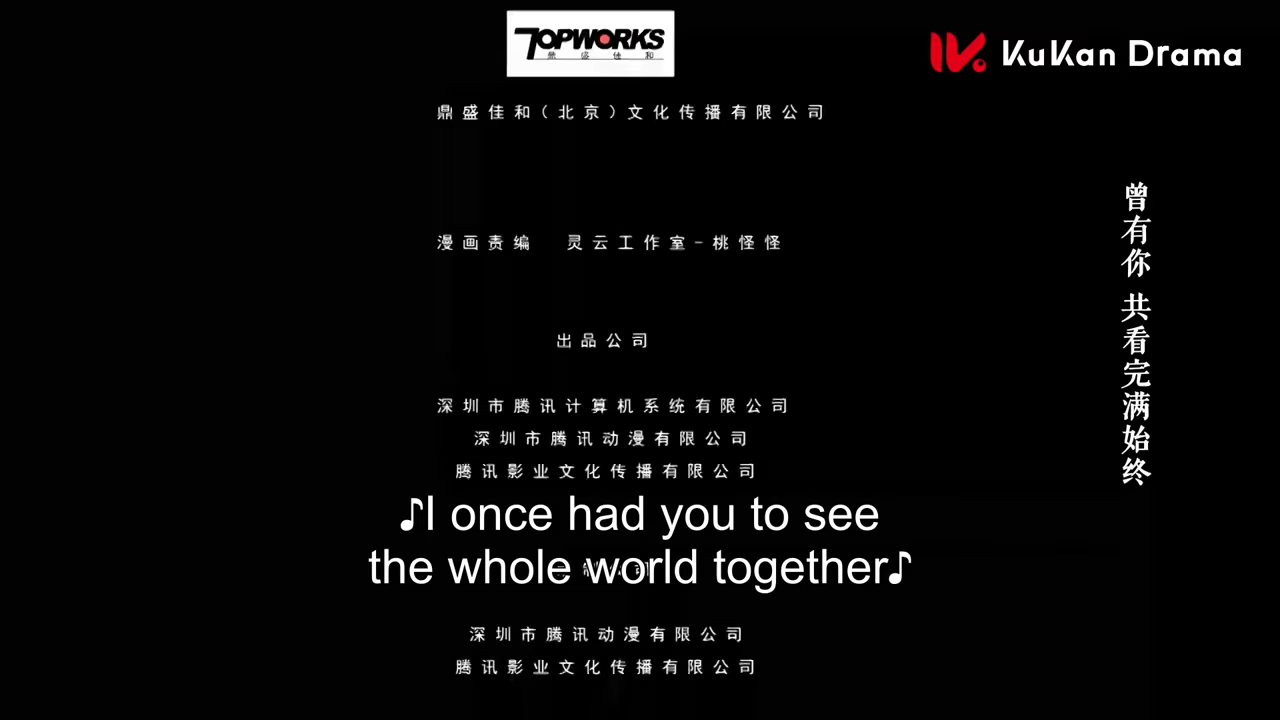 TOPWORKS
鼎盛佳和
KuKan Drama
鼎盛佳和（北京）文化传播有限公司
漫画责编 灵云工作室-桃怪怪
出品公司
深圳市腾讯计算机系统有限公司
深圳市腾讯动漫有限公司
腾讯影业文化传播有限公司
♪I once had you to see
the whole world together♪
深圳市腾讯动漫有限公司
腾讯影业文化传播有限公司
曾有你 共看完满始终